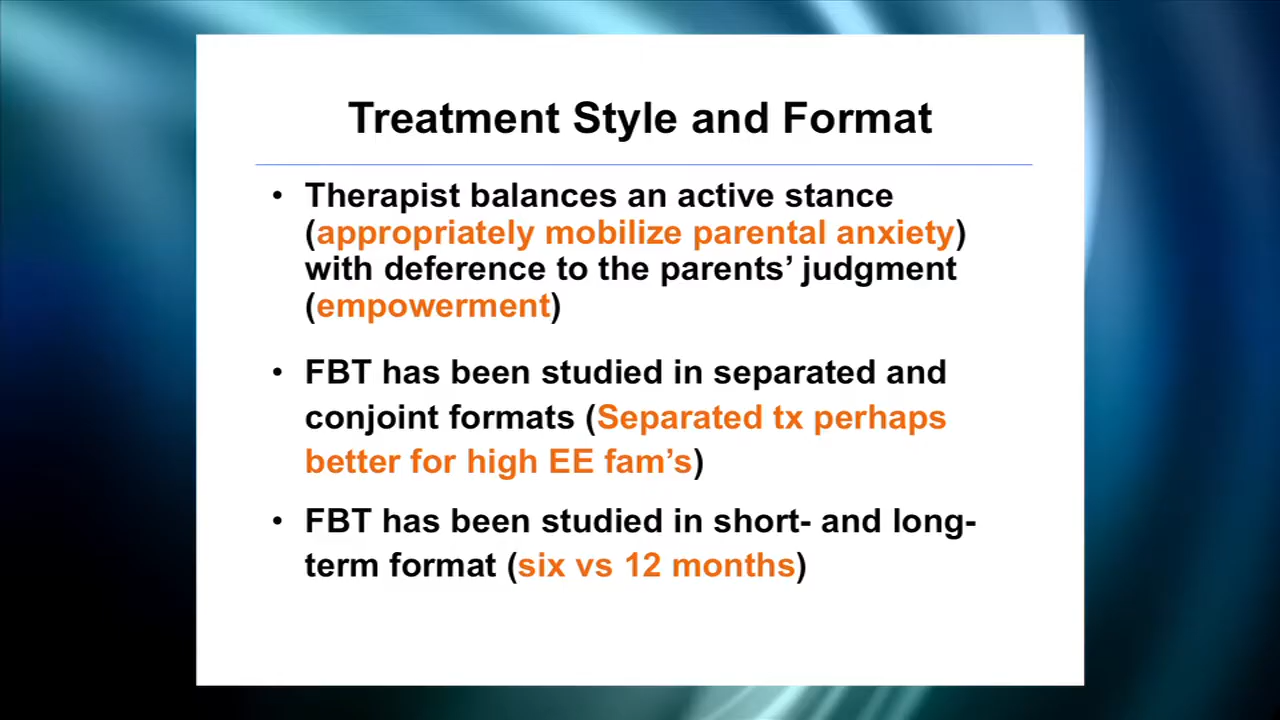 Treatment Style and Format
• Therapist balances an active stance
(appropriately mobilize parental anxiety)
with deference to the parents’ judgment
(empowerment)
• FBT has been studied in separated and
conjoint formats (Separated tx perhaps
better for high EE fam’s)
• FBT has been studied in short- and long-
term format (six vs 12 months)